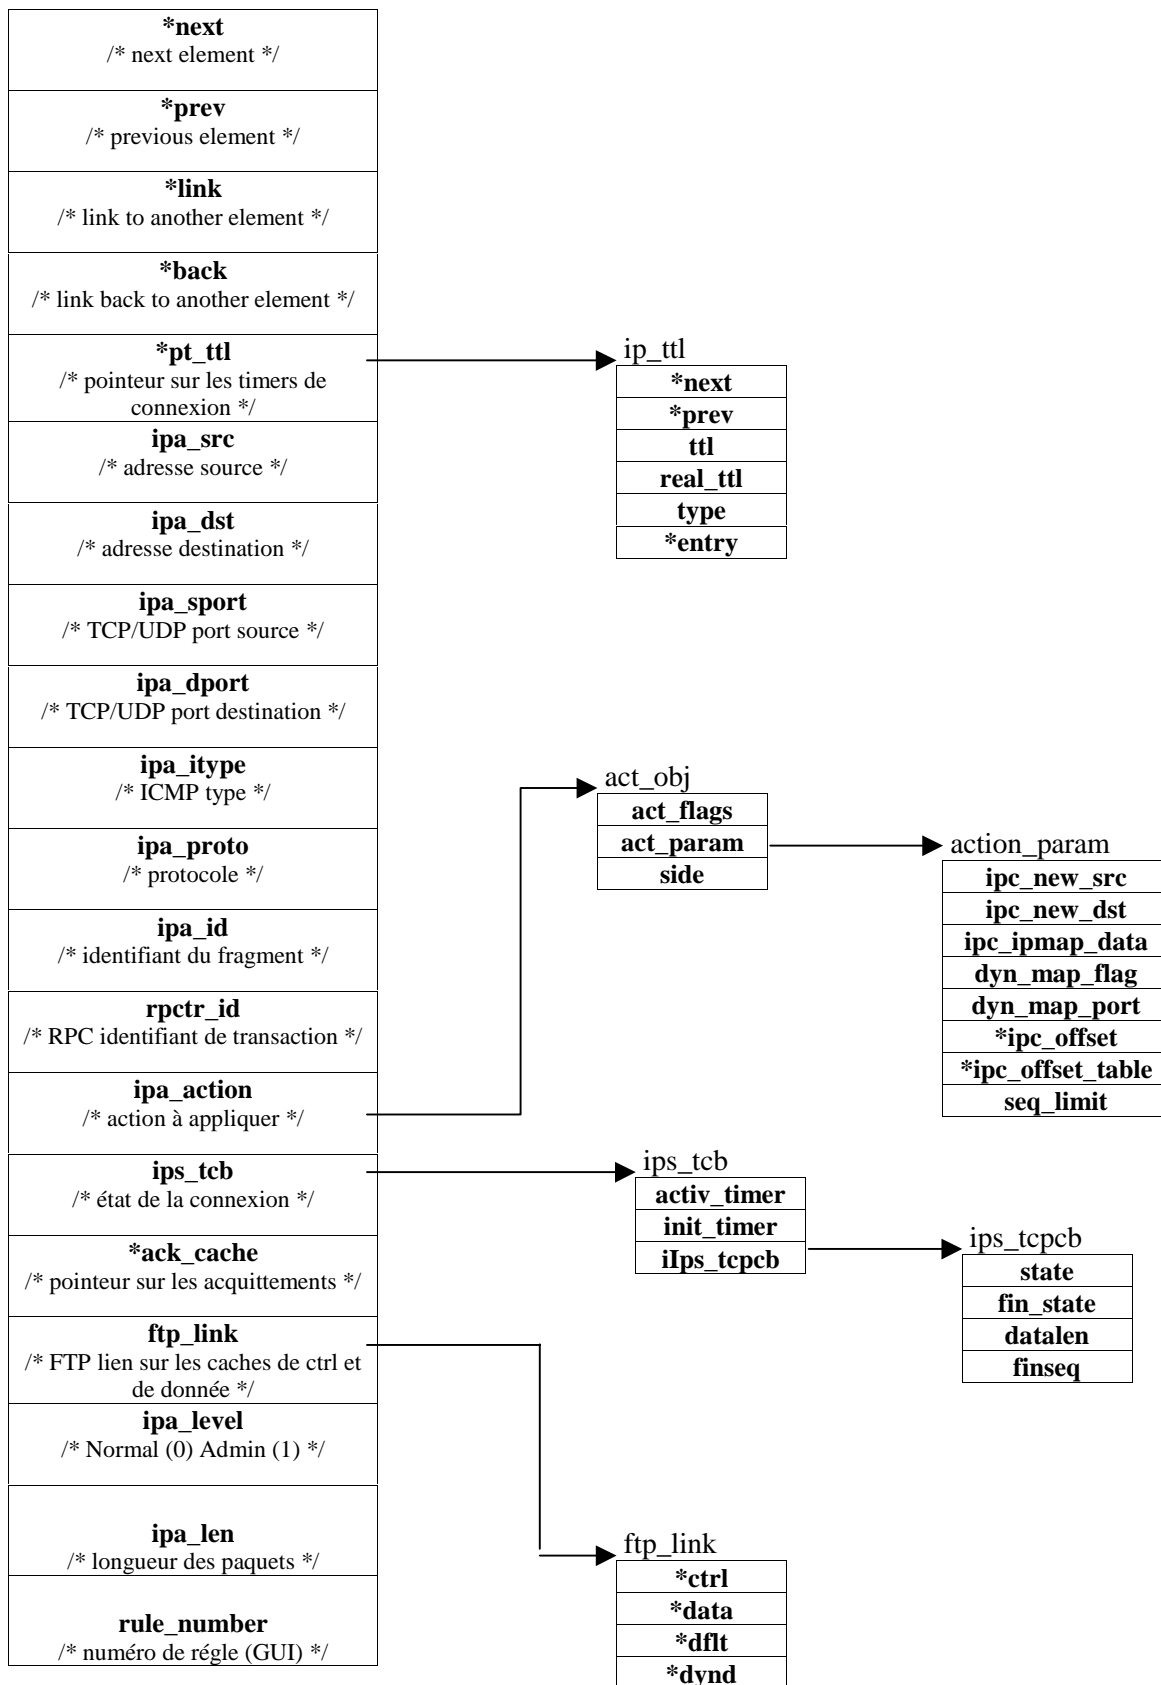 *next
/* next element */
*prev
/* previous element */
*link
/* link to another element */
*back
/* link back to another element */
*pt_ttl
/* pointeur sur les timers de
connexion */
ipa_src
/* adresse source */
ipa_dst
/* adresse destination */
ipa_sport
/* TCP/UDP port source */
ipa_dport
/* TCP/UDP port destination */
ipa_itype
/* ICMP type */
ipa_proto
/* protocole */
ipa_id
/* identifiant du fragment */
rpctr_id
/* RPC identifiant de transaction */
ipa_action
/* action à appliquer */
ips_tcb
/* état de la connexion */
*ack_cache
/* pointeur sur les acquittements */
ftp_link
/* FTP lien sur les caches de ctrl et
de donnée */
ipa_level
/* Normal (0) Admin (1) */
ipa_len
/* longueur des paquets */
rule_number
/* numéro de régle (GUI) */
ip_ttl
*next
*prev
ttl
real_ttl
type
*entry
act_obj
act_flags
act_param
side
action_param
ipc_new_src
ipc_new_dst
ipc_ipmap_data
dyn_map_flag
dyn_map_port
*ipc_offset
*ipc_offset_table
seq_limit
ips_tcb
activ_timer
init_timer
iIps_tcpcb
ips_tcpcb
state
fin_state
datalen
finseq
ftp_link
*ctrl
*data
*dflt
*dynd